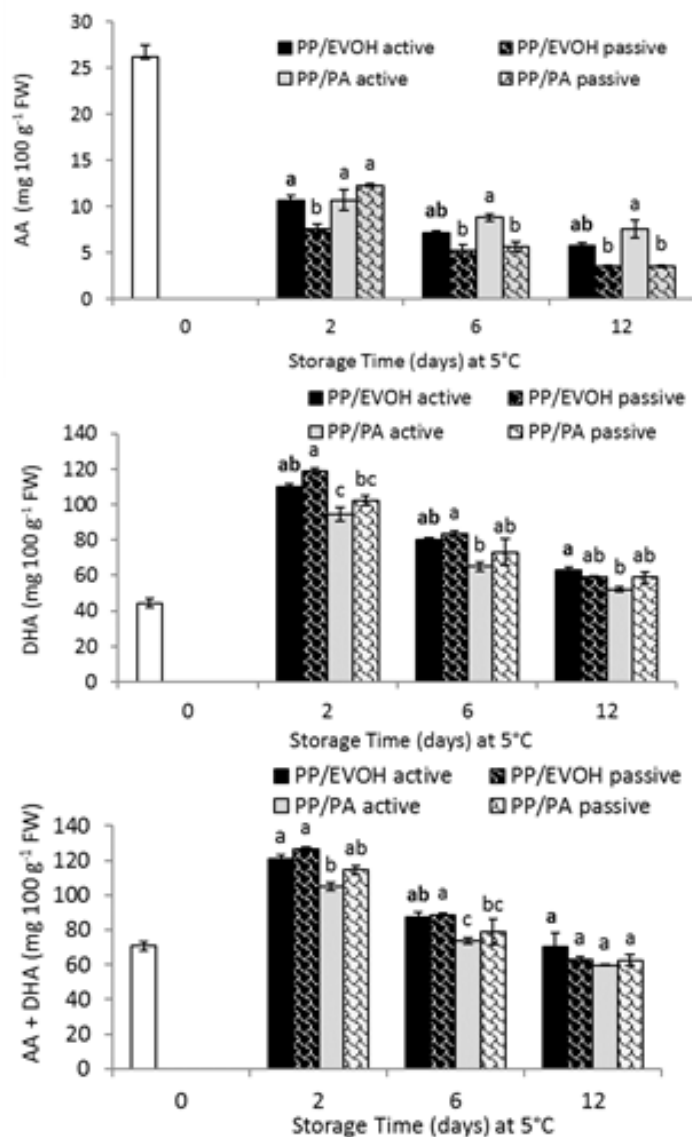 30
25
20
15
10
5
0
AA (mg 100 g⁻¹ FW)
PP/EVOH active PP/EVOH passive
PP/PA active PP/PA passive
a b a a
ab b a b
ab b a b
0 2 6 12
Storage Time (days) at 5°C
140
120
100
80
60
40
20
0
DHA (mg 100 g⁻¹ FW)
PP/EVOH active PP/EVOH passive
PP/PA active PP/PA passive
ab a c bc
ab a b ab
a ab b ab
0 2 6 12
Storage Time (days) at 5°C
140
120
100
80
60
40
20
0
AA + DHA (mg 100 g⁻¹ FW)
PP/EVOH active PP/EVOH passive
PP/PA active PP/PA passive
a a b ab
ab a c bc
a a a a
0 2 6 12
Storage Time (days) at 5°C